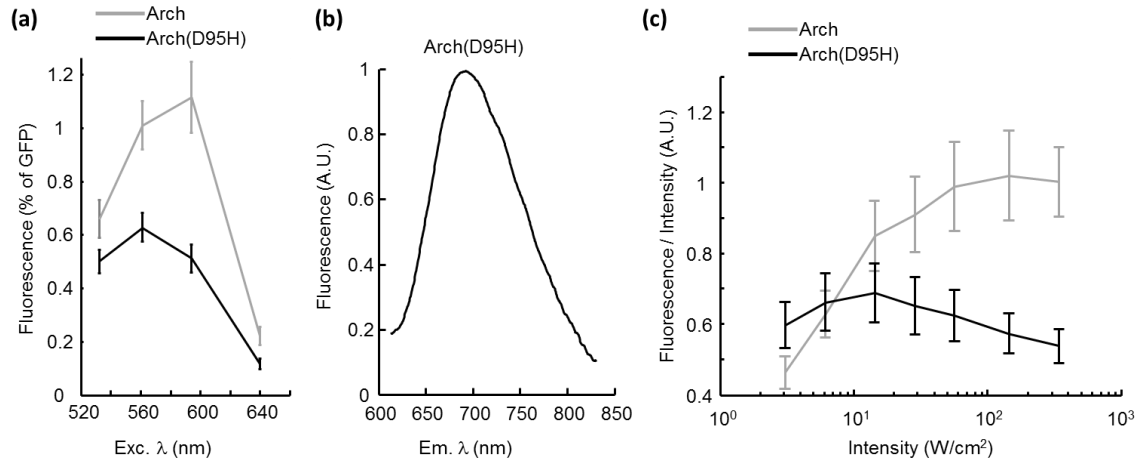 (a)
Arch
Arch(D95H)
Fluorescence (% of GFP)
1.2
1
0.8
0.6
0.4
0.2
0
520
560
600
640
Exc. λ (nm)
(b)
Arch(D95H)
Fluorescence (A.U.)
1
0.8
0.6
0.4
0.2
0
600
650
700
750
800
850
Em. λ (nm)
(c)
Arch
Arch(D95H)
Fluorescence / Intensity (A.U.)
1.2
1
0.8
0.6
0.4
10⁰
10¹
10²
10³
Intensity (W/cm²)